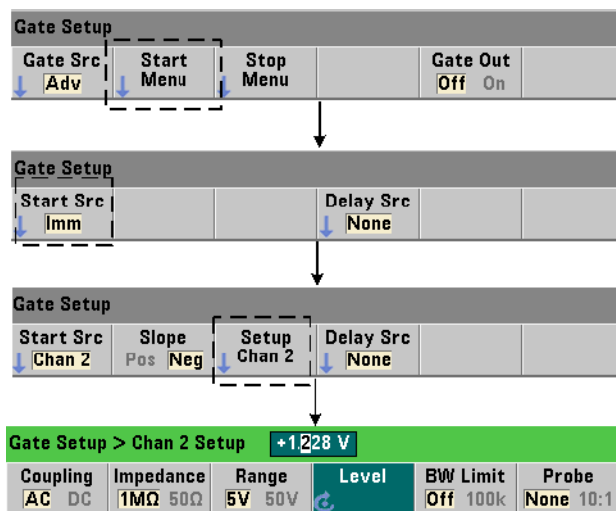 Gate Setup
Gate Src Start Stop Gate Out
Adv Menu Menu Off On
Gate Setup
Start Src Delay Src
Imm None
Gate Setup
Start Src Slope Setup Delay Src
Chan 2 Pos Neg Chan 2 None
Gate Setup > Chan 2 Setup +1.228 V
Coupling Impedance Range Level BW Limit Probe
AC DC 1MΩ 50Ω 5V 50V Off 100k None 10:1